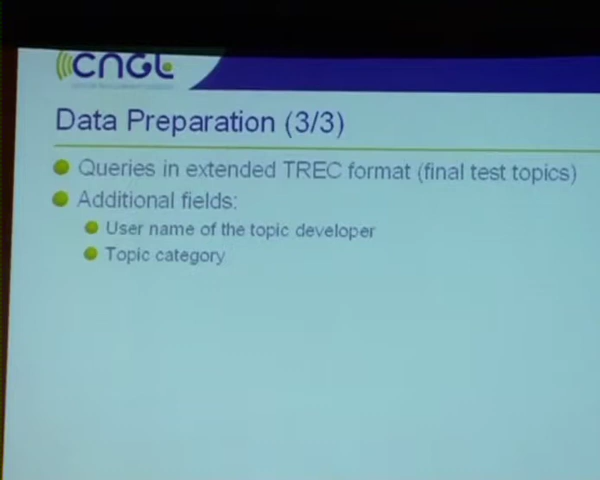 CNGL
Data Preparation (3/3)
Queries in extended TREC format (final test topics)
Additional fields:
User name of the topic developer
Topic category